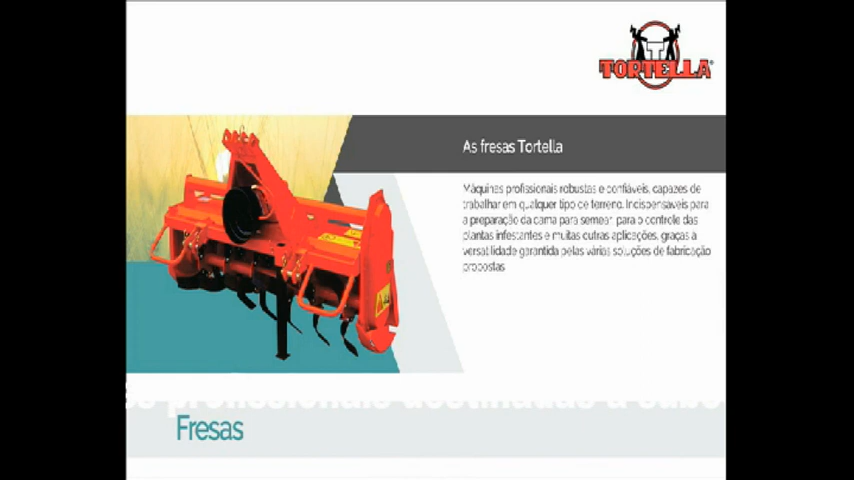 TORTELLA
As fresas Tortella
Máquinas profissionais robustas e confiáveis, capazes de
trabalhar em qualquer tipo de terreno. Indispensáveis para
a preparação da cama para semear, para o controle das
plantas infestantes e muitas outras aplicações, graças à
versatilidade garantida pelas várias soluções de fabricação
propostas
profissionais destinadas a
Fresas